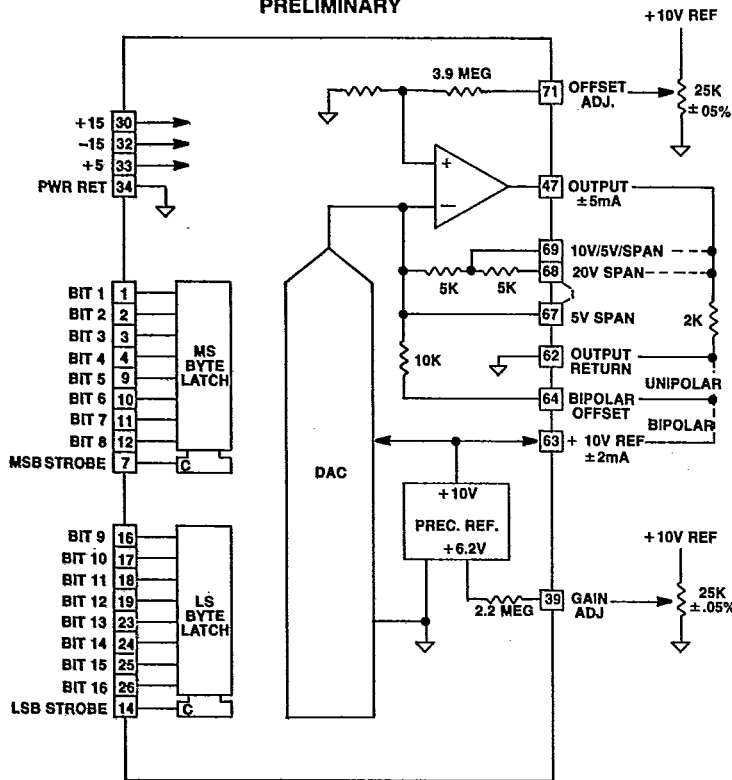 PRELIMINARY
+10V REF
3.9 MEG
71 OFFSET
ADJ.
25K
±05%
+15 30
-15 32
+5 33
PWR RET 34
+
−
47 OUTPUT
±5mA
69 10V/5V/SPAN
68 20V SPAN
5K 5K
67 5V SPAN
2K
10K
62 OUTPUT
RETURN
UNIPOLAR
64 BIPOLAR
OFFSET
BIPOLAR
63 + 10V REF
±2mA
BIT 1 1
BIT 2 2
BIT 3 3
BIT 4 4
BIT 5 9
BIT 6 10
BIT 7 11
BIT 8 12
MSB STROBE 7
MS
BYTE
LATCH
C
DAC
+10V
PREC. REF.
+6.2V
2.2 MEG
39 GAIN
ADJ
+10V REF
25K
±.05%
BIT 9 16
BIT 10 17
BIT 11 18
BIT 12 19
BIT 13 23
BIT 14 24
BIT 15 25
BIT 16 26
LSB STROBE 14
LS
BYTE
LATCH
C